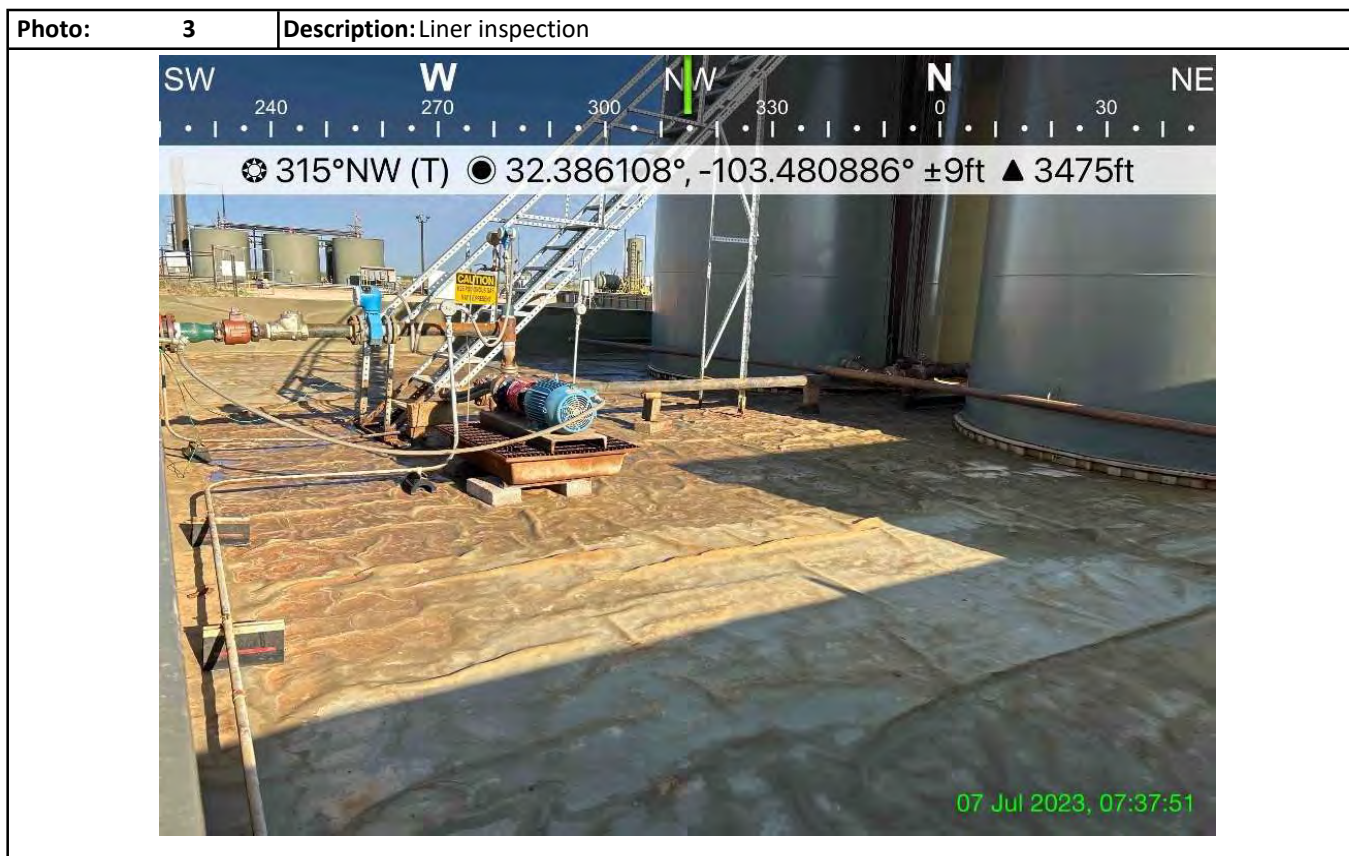 Photo: 3 Description: Liner inspection
SW W NW N NE
240 270 300 330 0 30
315°NW (T) 32.386108°, -103.480886° ±9ft ▲ 3475ft
CAUTION
07 Jul 2023, 07:37:51